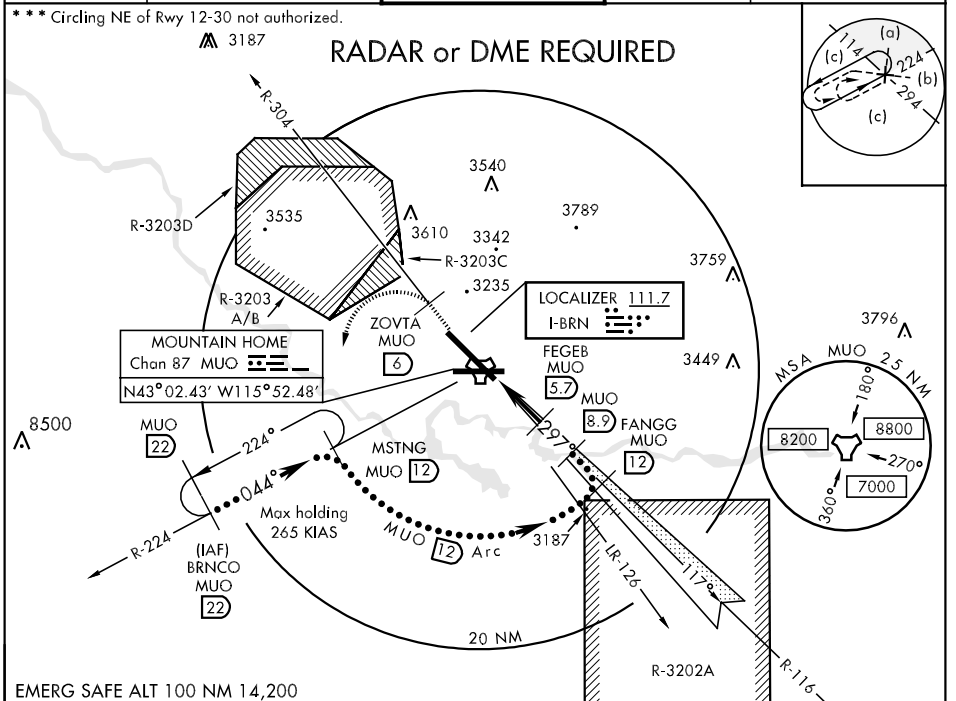 * * * Circling NE of Rwy 12-30 not authorized.
3187
RADAR or DME REQUIRED
(a)
114
224
(c)
(b)
294
(c)
R-304
3540
3535
3789
R-3203D
3610
3342
R-3203C
3235
3759
R-3203
A/B
LOCALIZER 111.7
I-BRN
ZOVTA
MUO
6
MOUNTAIN HOME
Chan 87 MUO
N43°02.43' W115°52.48'
FEGEB
MUO
5.7
3449
3796
MSA MUO 25 NM
180°
8200
8800
270°
7000
360°
8500
MUO
22
224°
MUO
8.9
FANGG
MUO
12
297°
MSTNG
MUO 12
044°
Max holding
265 KIAS
MUO 12 Arc
3187
R-224
(IAF)
BRNCO
MUO
22
LR-126
117°
20 NM
R-3202A
R-116
EMERG SAFE ALT 100 NM 14,200